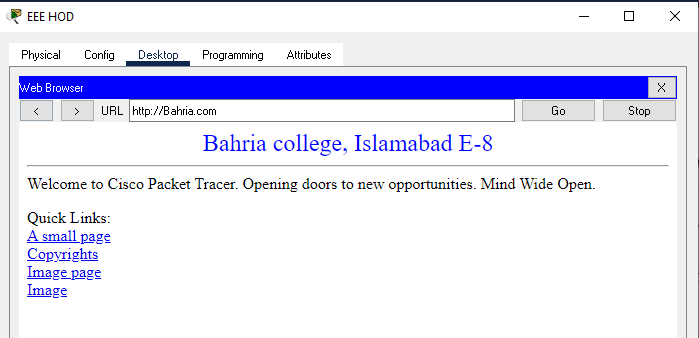 EEE HOD
Physical Config Desktop Programming Attributes
Web Browser X
< > URL http://Bahria.com Go Stop
Bahria college, Islamabad E-8
Welcome to Cisco Packet Tracer. Opening doors to new opportunities. Mind Wide Open.
Quick Links:
A small page
Copyrights
Image page
Image